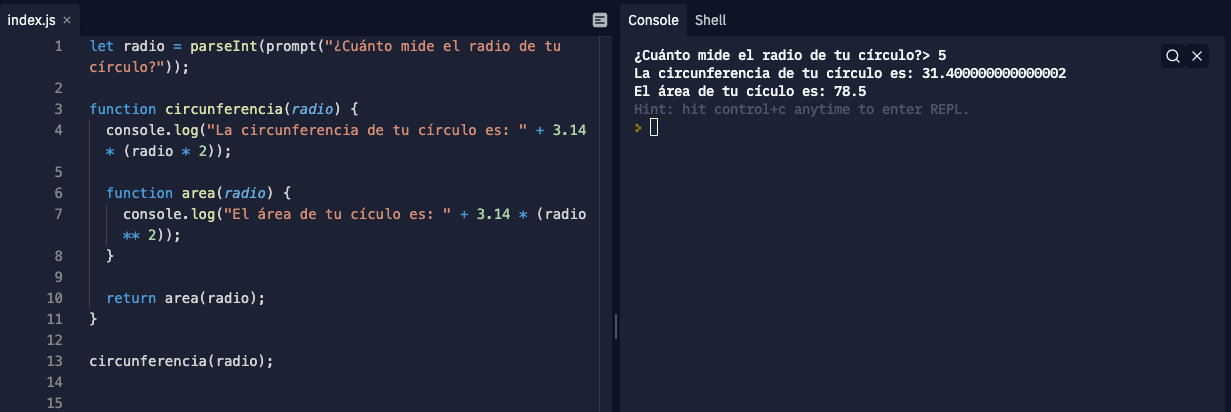 index.js ×
1 let radio = parseInt(prompt("¿Cuánto mide el radio de tu
círculo?"));
2
3 function circunferencia(radio) {
4 console.log("La circunferencia de tu círculo es: " + 3.14
* (radio * 2));
5
6 function area(radio) {
7 console.log("El área de tu cículo es: " + 3.14 * (radio
** 2));
8 }
9
10 return area(radio);
11 }
12
13 circunferencia(radio);
14
15
Console Shell
¿Cuánto mide el radio de tu círculo?> 5
La circunferencia de tu círculo es: 31.400000000000002
El área de tu cículo es: 78.5
Hint: hit control+c anytime to enter REPL.
>